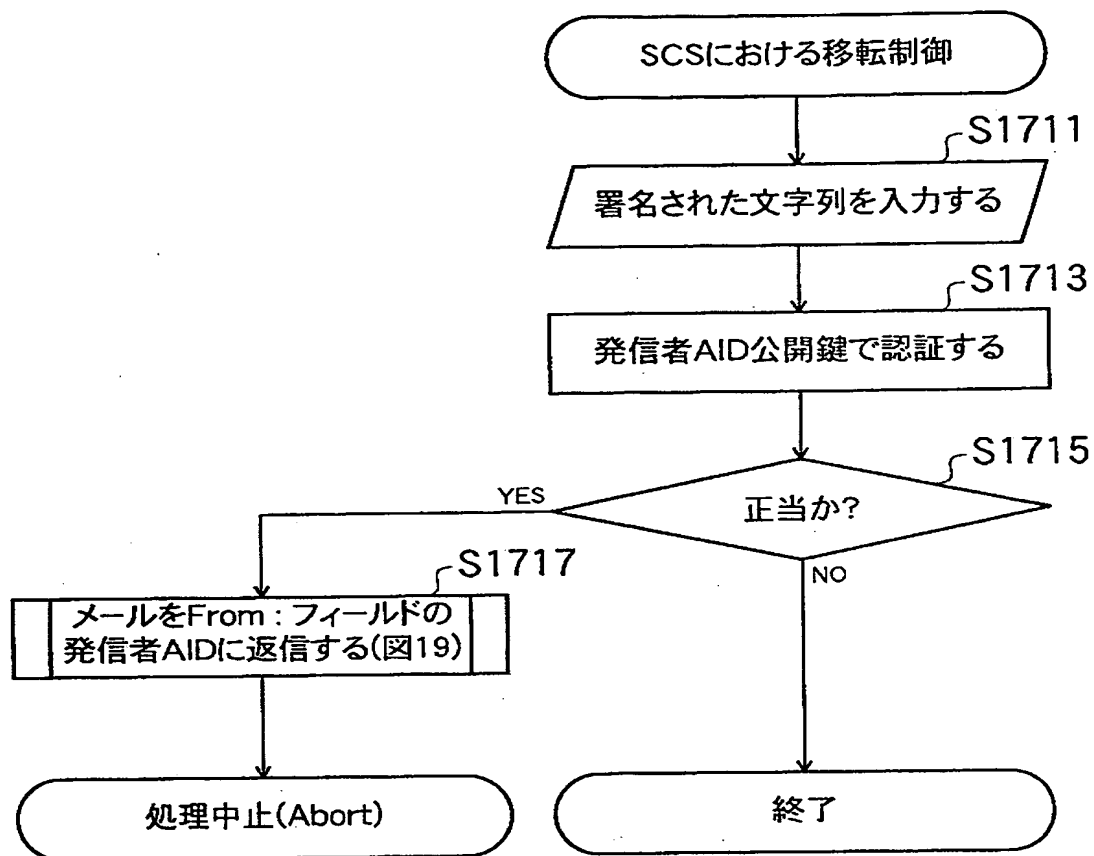 SCSにおける移転制御
S1711
署名された文字列を入力する
S1713
発信者AID公開鍵で認証する
S1715
正当か?
YES
NO
S1717
メールをFrom:フィールドの
発信者AIDに返信する(図19)
処理中止(Abort)
終了